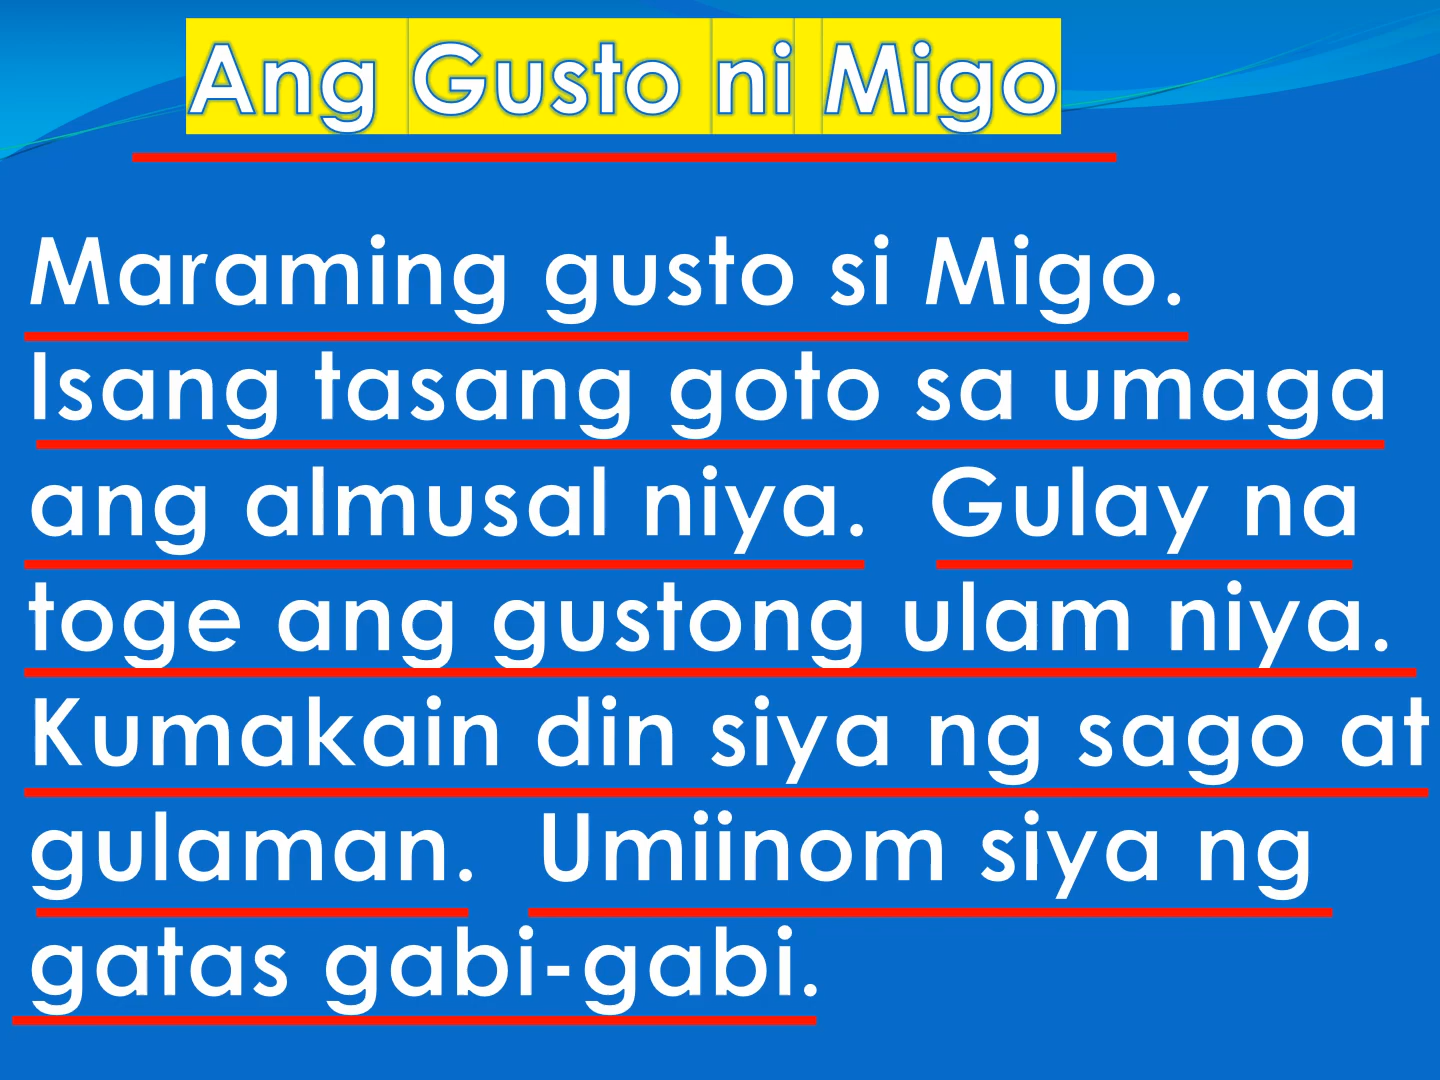 Ang Gusto ni Migo
Maraming gusto si Migo.
Isang tasang goto sa umaga
ang almusal niya. Gulay na
toge ang gustong ulam niya.
Kumakain din siya ng sago at
gulaman. Umiinom siya ng
gatas gabi-gabi.